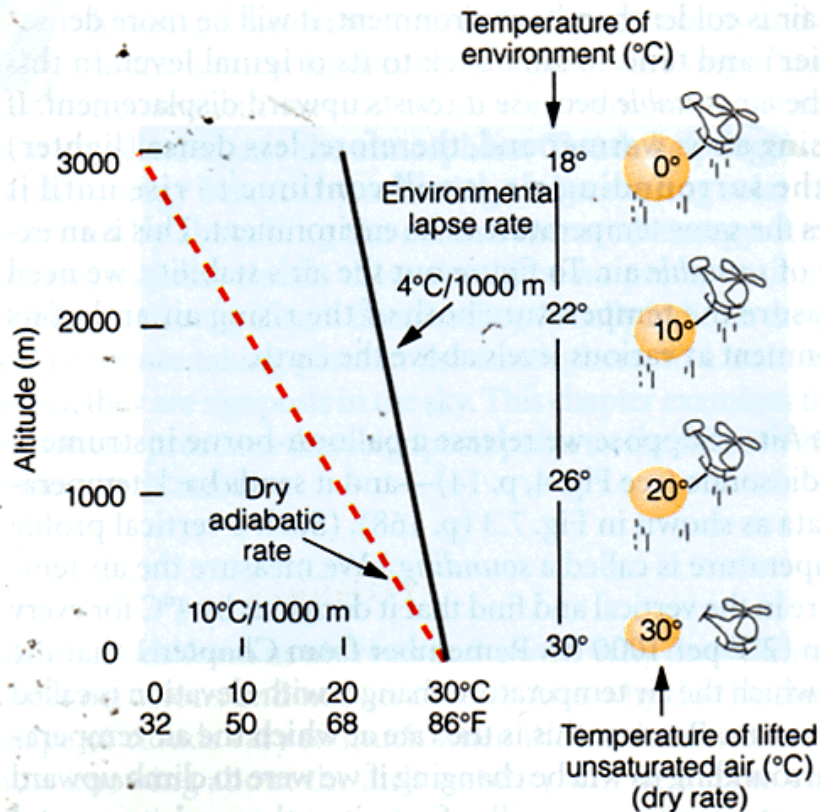 Temperature of
environment (°C)
3000
18°
0°
Environmenta
lapse rate
4°C/1000 m
2000
22°
10°
Altitude (m)
1000
26°
20°
Dry
adiabatic
rate
10°C/1000 m
0
30°
30°
0 10 20 30°C
32 50 68 86°F
Temperature of lifted
unsaturated air (°C)
(dry rate)